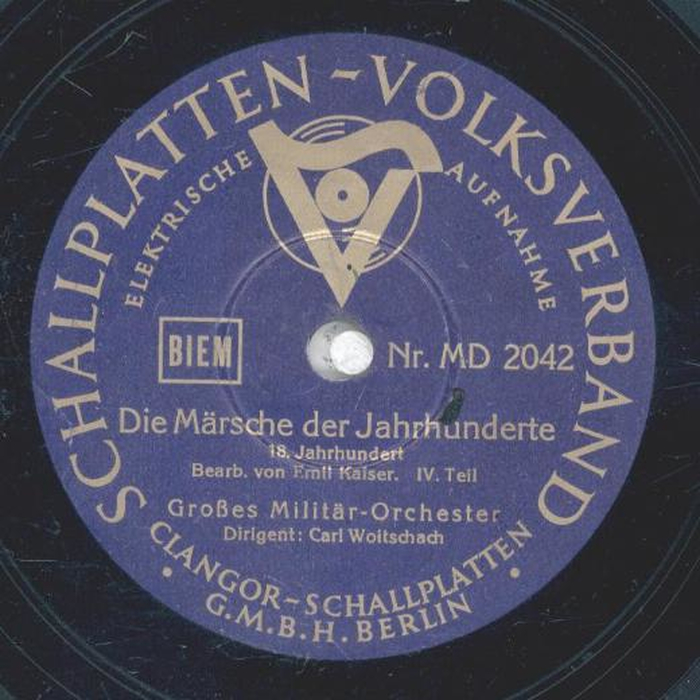 SCHALLPLATTEN-VOLKSVERBAND
ELEKTRISCHE AUFNAHME
BIEM
Nr. MD 2042
Die Märsche der Jahrhunderte
18. Jahrhundert
Bearb. von Emil Kaiser. IV. Teil
Großes Militär-Orchester
Dirigent: Carl Woitschach
CLANGOR-SCHALLPLATTEN
G.M.B.H. BERLIN